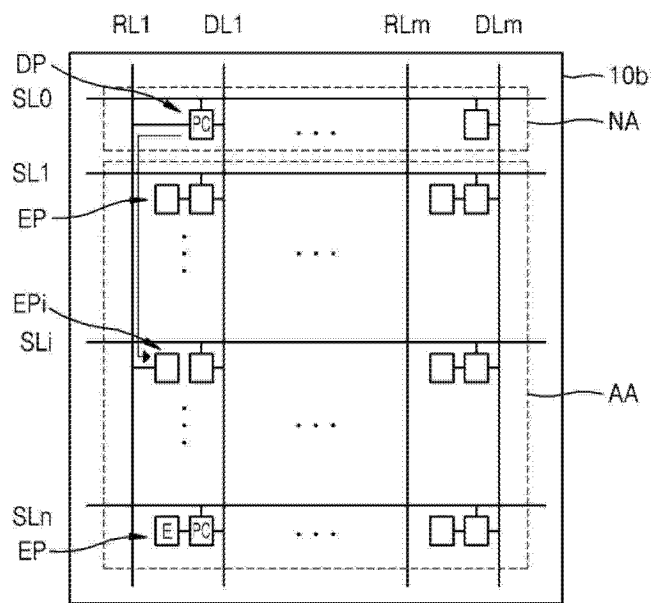 RL1 DL1 RLm DLm
DP
10b
SL0
PC
. . .
NA
SL1
EP
. . .
EPi
SLi
AA
. . .
SLn
E PC
. . .
EP